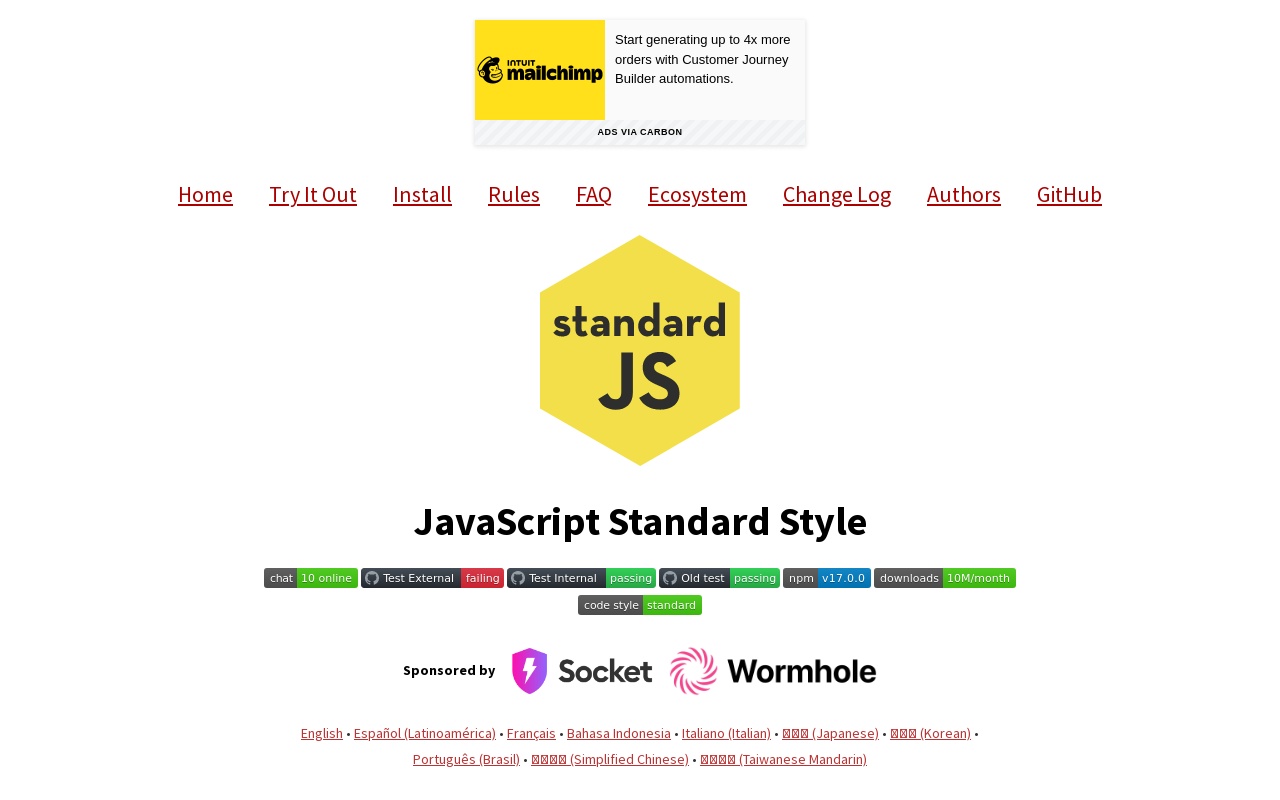 INTUIT
mailchimp
Start generating up to 4x more
orders with Customer Journey
Builder automations.
ADS VIA CARBON
Home Try It Out Install Rules FAQ Ecosystem Change Log Authors GitHub
standard
JS
JavaScript Standard Style
chat 10 online Test External failing Test Internal passing Old test passing npm v17.0.0 downloads 10M/month
code style standard
Sponsored by Socket Wormhole
English • Español (Latinoamérica) • Français • Bahasa Indonesia • Italiano (Italian) • (Japanese) • (Korean) •
Português (Brasil) • (Simplified Chinese) • (Taiwanese Mandarin)